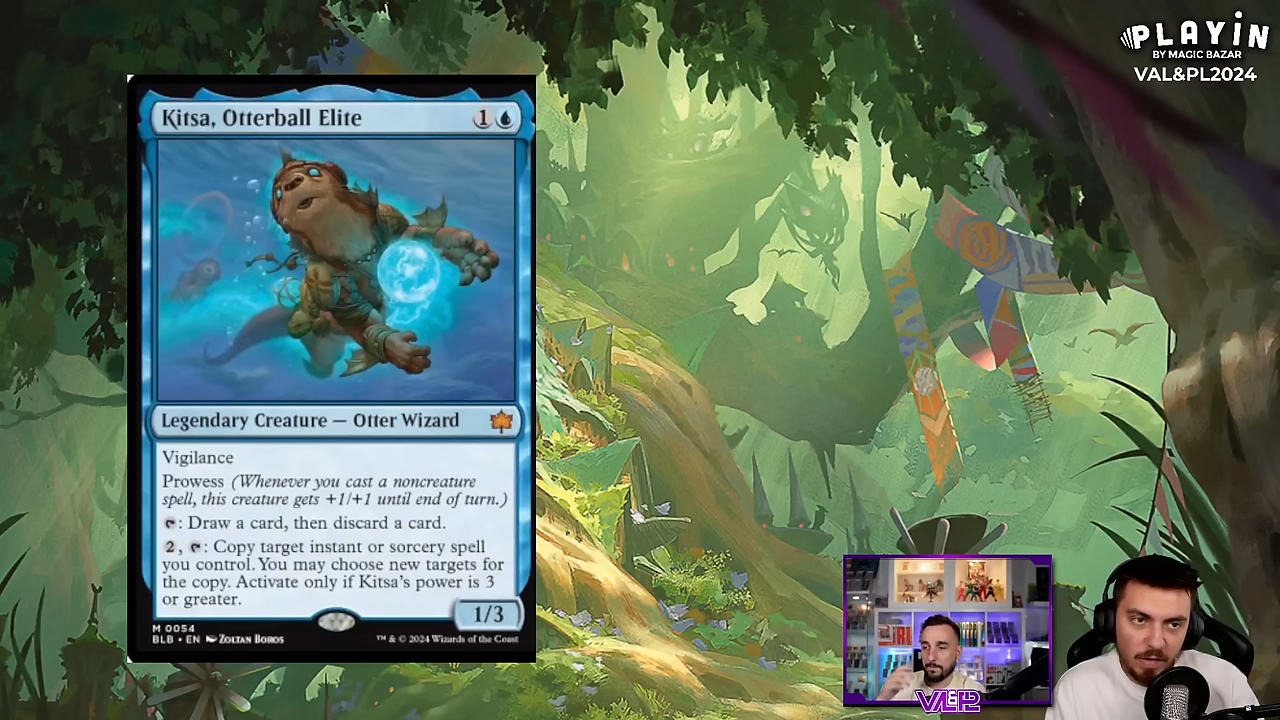 PLAYIN
BY MAGIC BAZAR
VAL&PL2024
Kitsa, Otterball Elite
1
Legendary Creature — Otter Wizard
Vigilance
Prowess (Whenever you cast a noncreature
spell, this creature gets +1/+1 until end of turn.)
: Draw a card, then discard a card.
2, : Copy target instant or sorcery spell
you control. You may choose new targets for
the copy. Activate only if Kitsa's power is 3
or greater.
1/3
M 0054
BLB • EN ZOLTAN BOROS
™ & © 2024 Wizards of the Coast